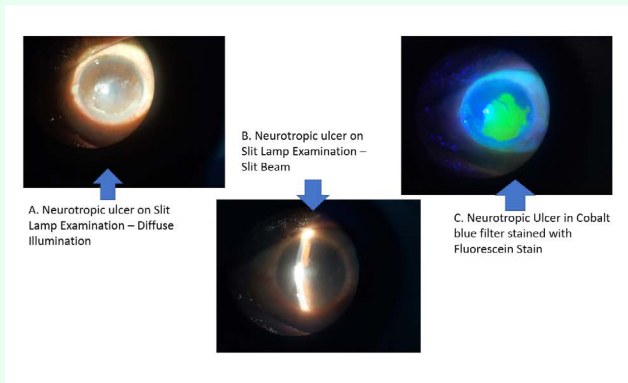 A. Neurotropic ulcer on Slit
Lamp Examination – Diffuse
Illumination
B. Neurotropic ulcer on
Slit Lamp Examination –
Slit Beam
C. Neurotropic Ulcer in Cobalt
blue filter stained with
Fluorescein Stain